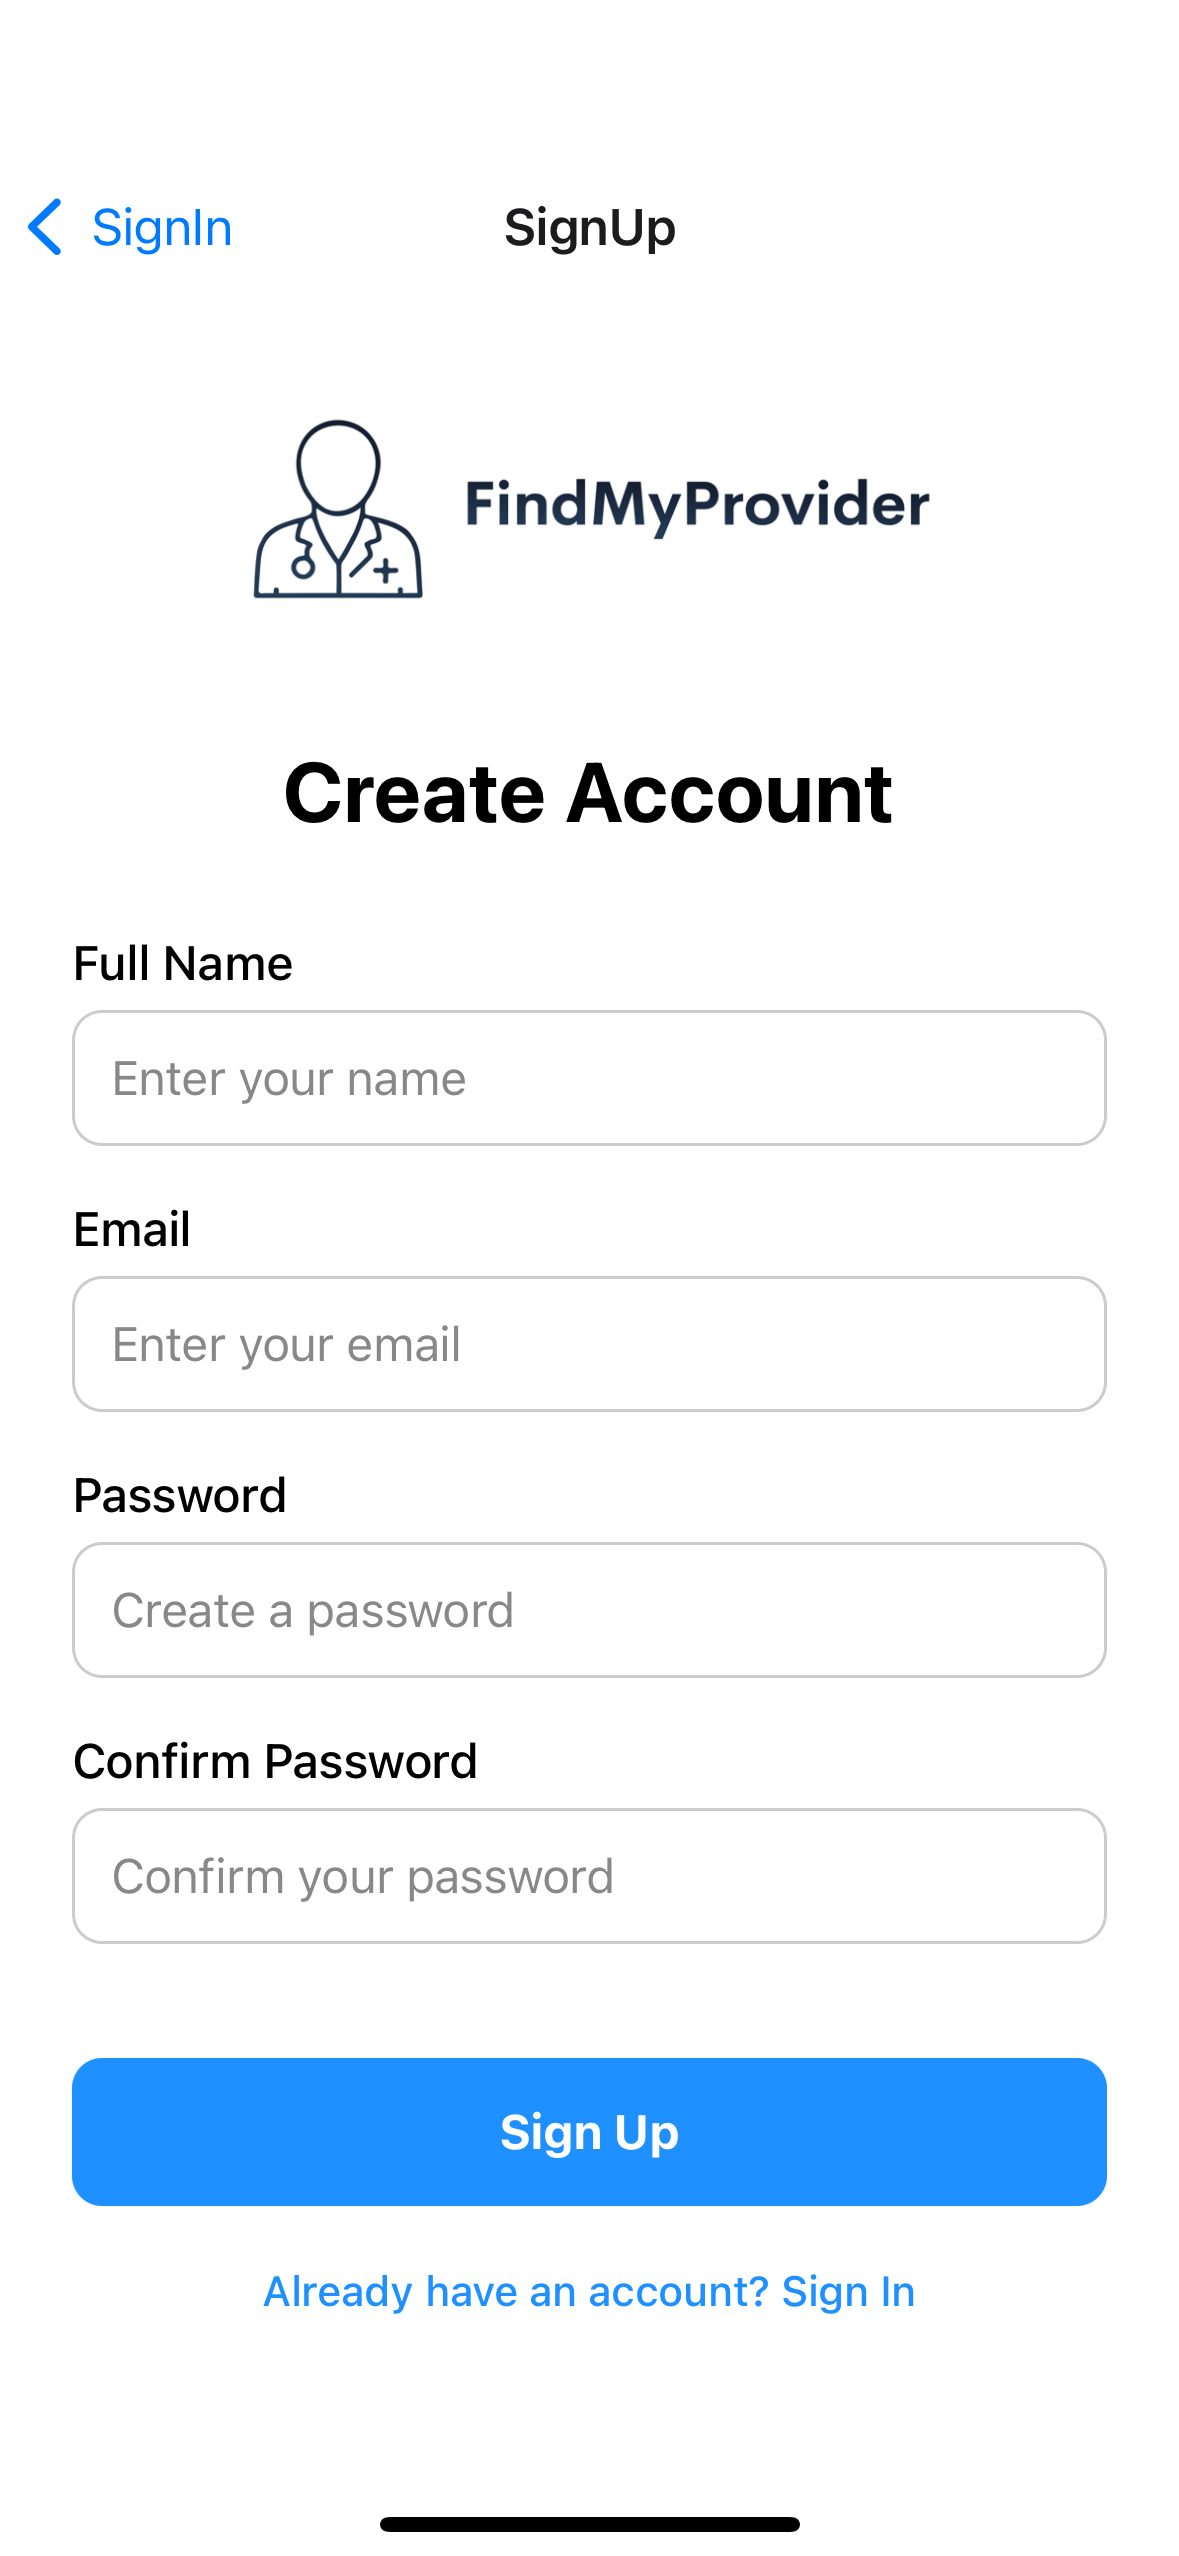 SignIn
SignUp
FindMyProvider
Create Account
Full Name
Enter your name
Email
Enter your email
Password
Create a password
Confirm Password
Confirm your password
Sign Up
Already have an account? Sign In